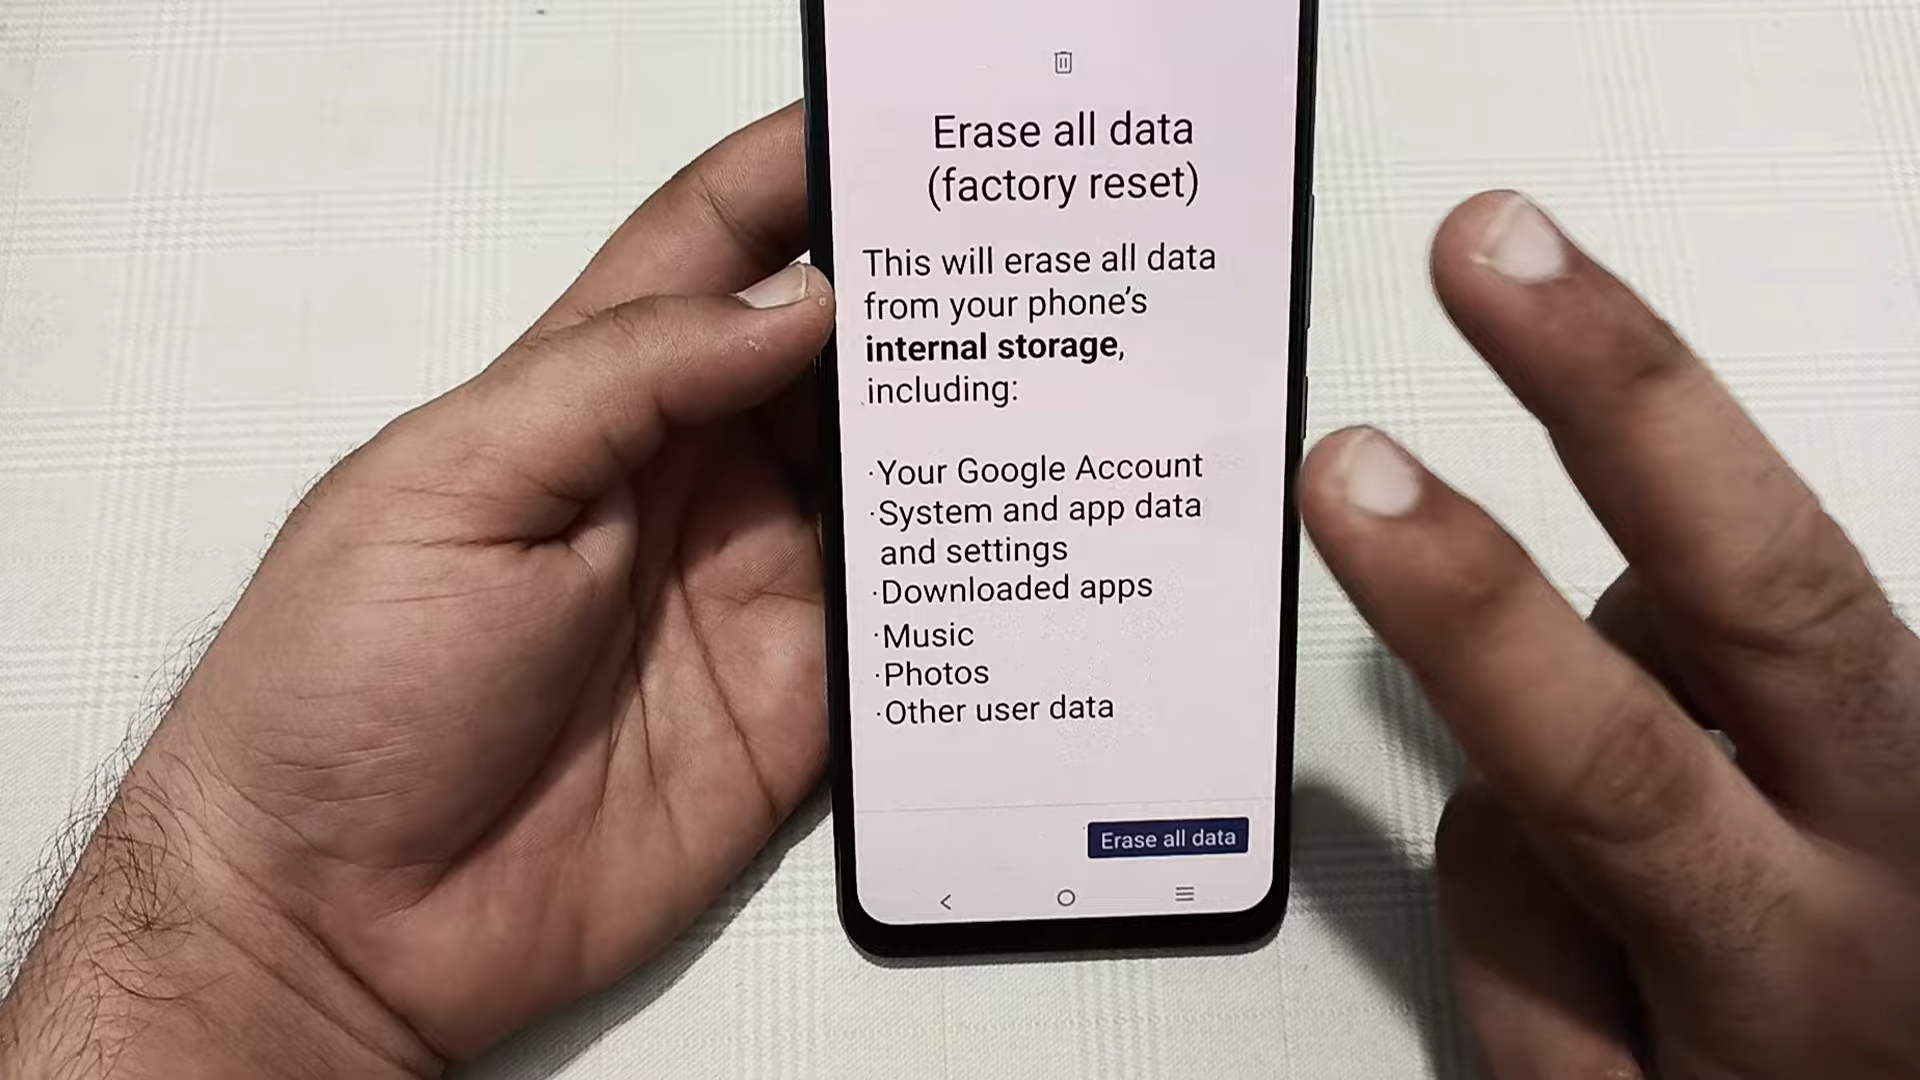 Erase all data
(factory reset)
This will erase all data
from your phone's
internal storage,
including:
·Your Google Account
·System and app data
and settings
·Downloaded apps
·Music
·Photos
·Other user data
Erase all data